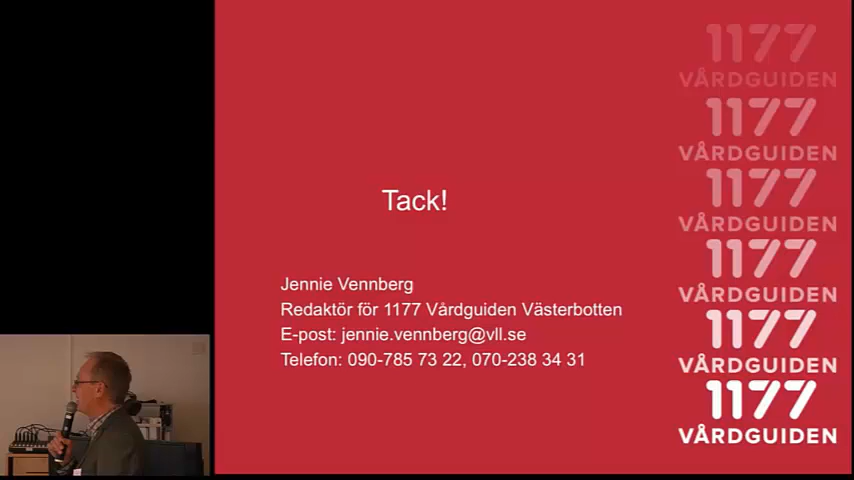 Tack!
Jennie Vennberg
Redaktör för 1177 Vårdguiden Västerbotten
E-post: jennie.vennberg@vll.se
Telefon: 090-785 73 22, 070-238 34 31
1177
VÅRDGUIDEN
1177
VÅRDGUIDEN
1177
VÅRDGUIDEN
1177
VÅRDGUIDEN
1177
VÅRDGUIDEN
1177
VÅRDGUIDEN